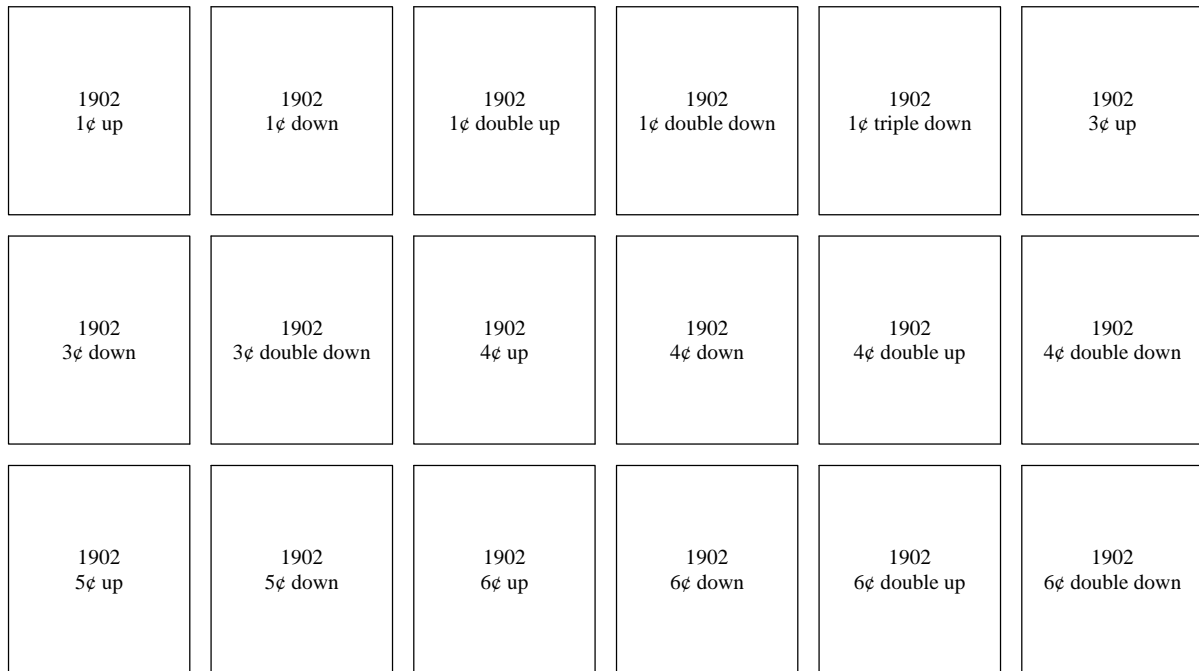 1902
1¢ up
1902
1¢ down
1902
1¢ double up
1902
1¢ double down
1902
1¢ triple down
1902
3¢ up
1902
3¢ down
1902
3¢ double down
1902
4¢ up
1902
4¢ down
1902
4¢ double up
1902
4¢ double down
1902
5¢ up
1902
5¢ down
1902
6¢ up
1902
6¢ down
1902
6¢ double up
1902
6¢ double down